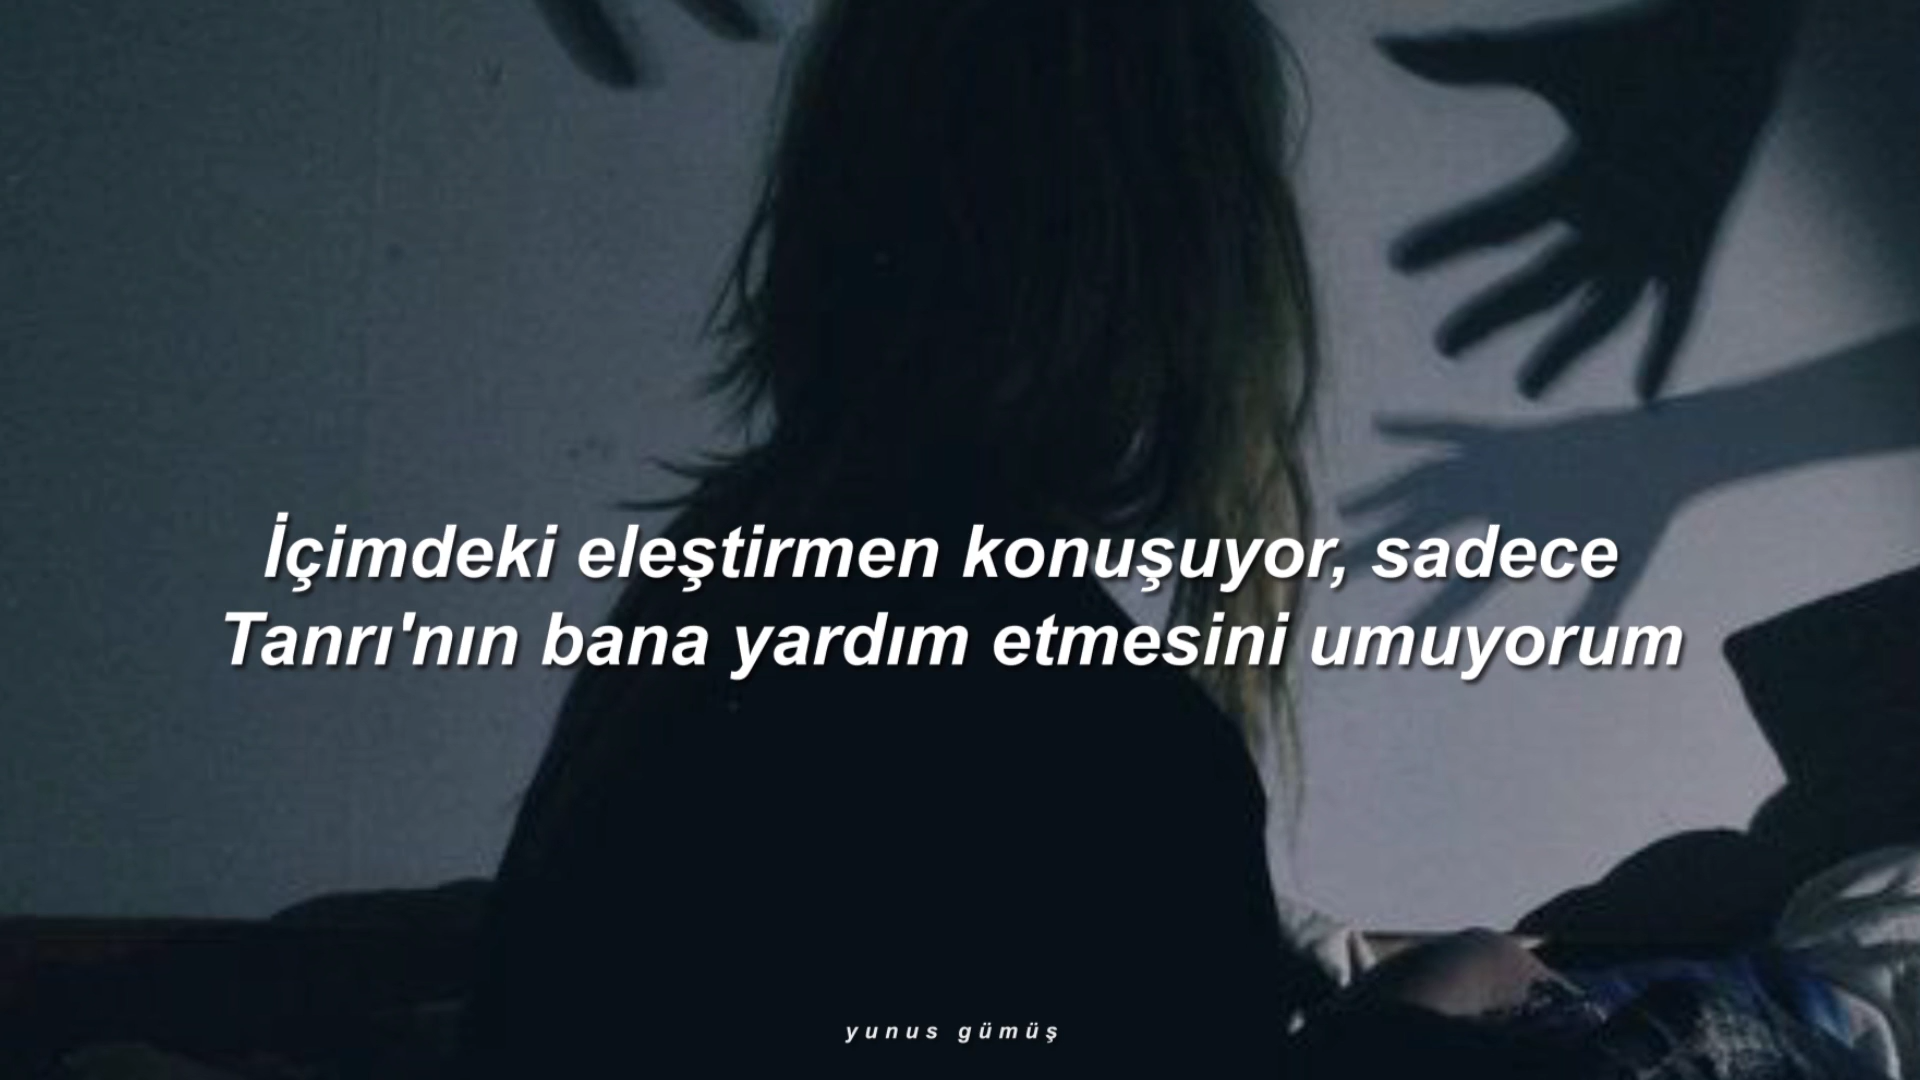 İçimdeki eleştirmen konuşuyor, sadece
Tanrı'nın bana yardım etmesini umuyorum
yunus gümüş